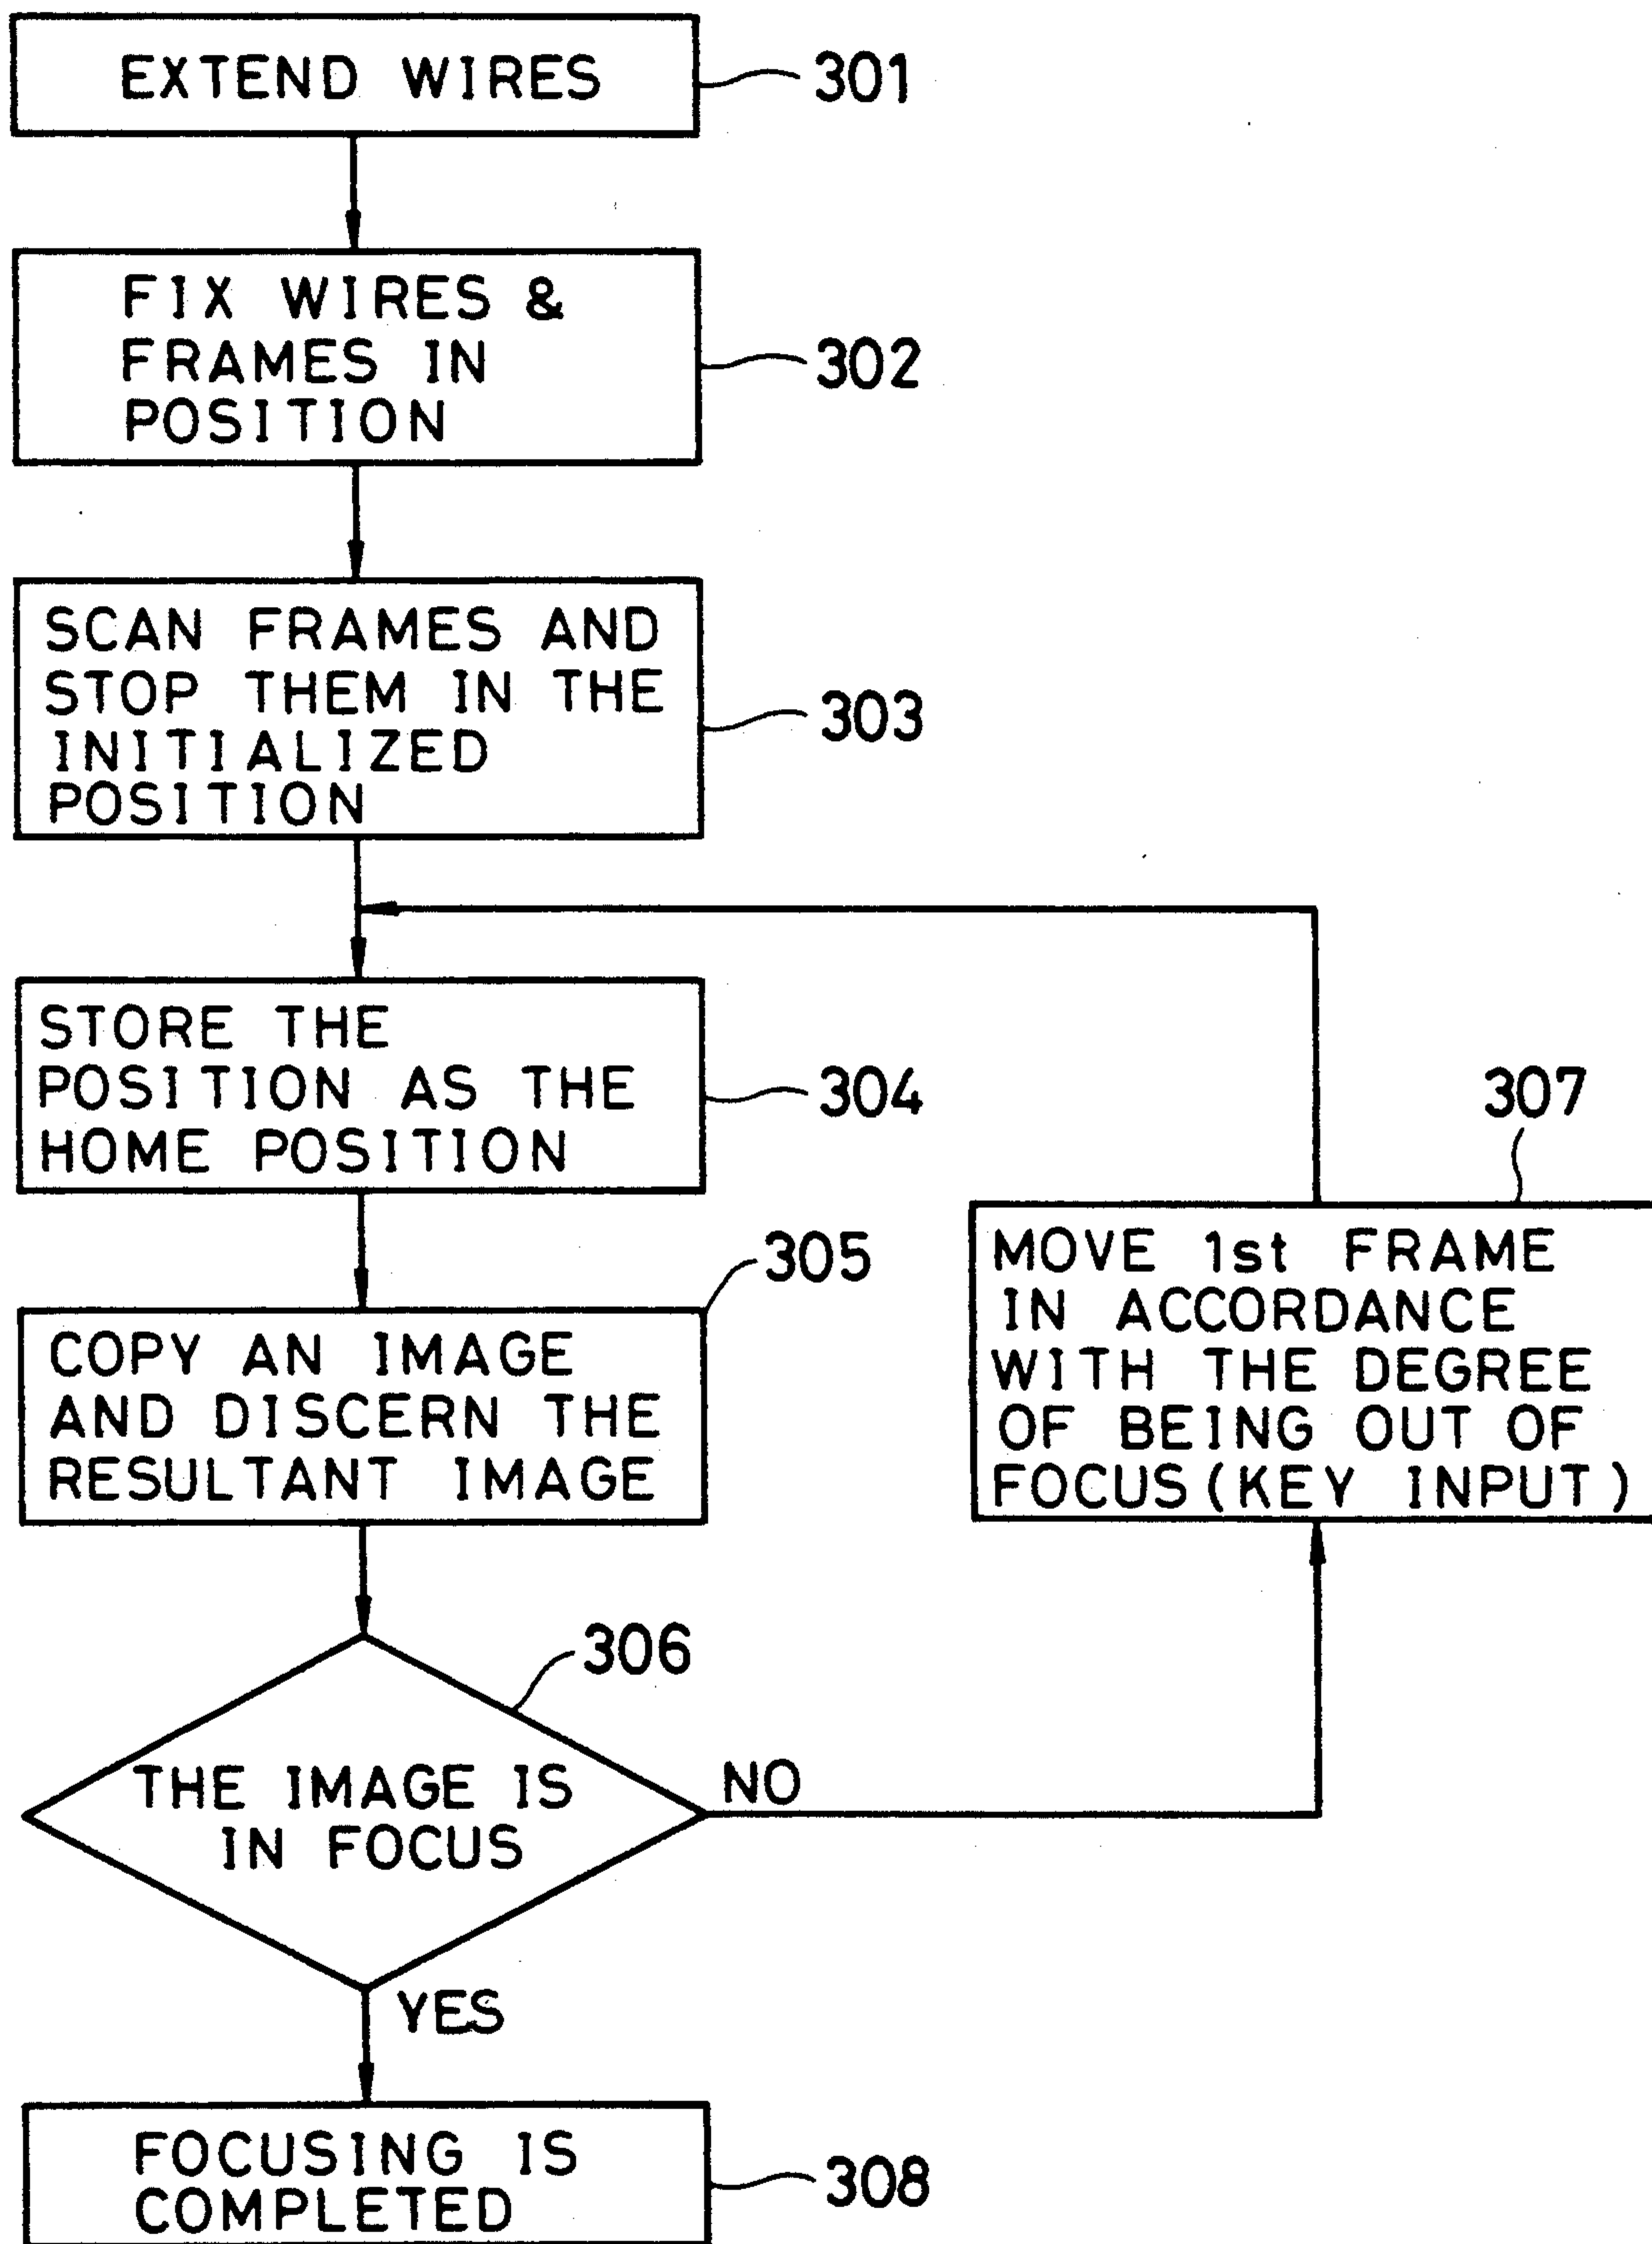 EXTEND WIRES
301
FIX WIRES &
FRAMES IN
POSITION
302
SCAN FRAMES AND
STOP THEM IN THE
INITIALIZED
POSITION
303
STORE THE
POSITION AS THE
HOME POSITION
304
COPY AN IMAGE
AND DISCERN THE
RESULTANT IMAGE
305
THE IMAGE IS
IN FOCUS
306
NO
YES
307
MOVE 1st FRAME
IN ACCORDANCE
WITH THE DEGREE
OF BEING OUT OF
FOCUS(KEY INPUT)
FOCUSING IS
COMPLETED
308